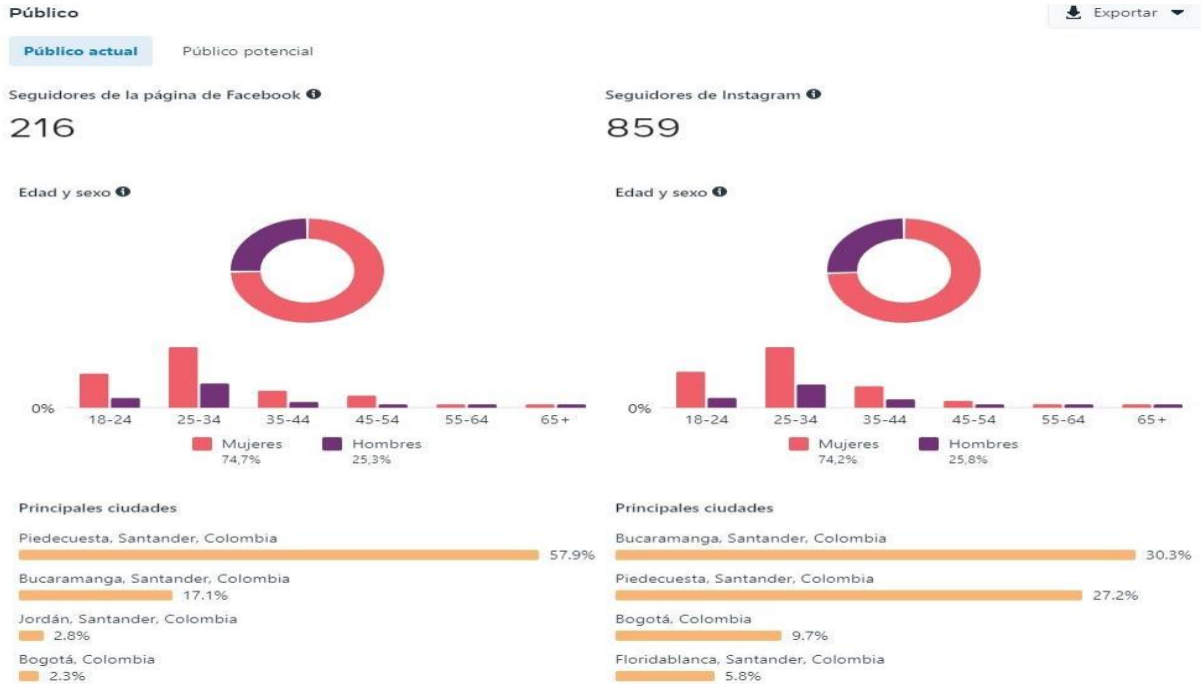 Público
Exportar
Público actual
Público potencial
Seguidores de la página de Facebook
216
Edad y sexo
0%
18-24 25-34 35-44 45-54 55-64 65+
Mujeres
74,7%
Hombres
25,3%
Principales ciudades
Piedecuesta, Santander, Colombia
57.9%
Bucaramanga, Santander, Colombia
17.1%
Jordán, Santander, Colombia
2.8%
Bogotá, Colombia
2.3%
Seguidores de Instagram
859
Edad y sexo
0%
18-24 25-34 35-44 45-54 55-64 65+
Mujeres
74,2%
Hombres
25,8%
Principales ciudades
Bucaramanga, Santander, Colombia
30.3%
Piedecuesta, Santander, Colombia
27.2%
Bogotá, Colombia
9.7%
Floridablanca, Santander, Colombia
5.8%